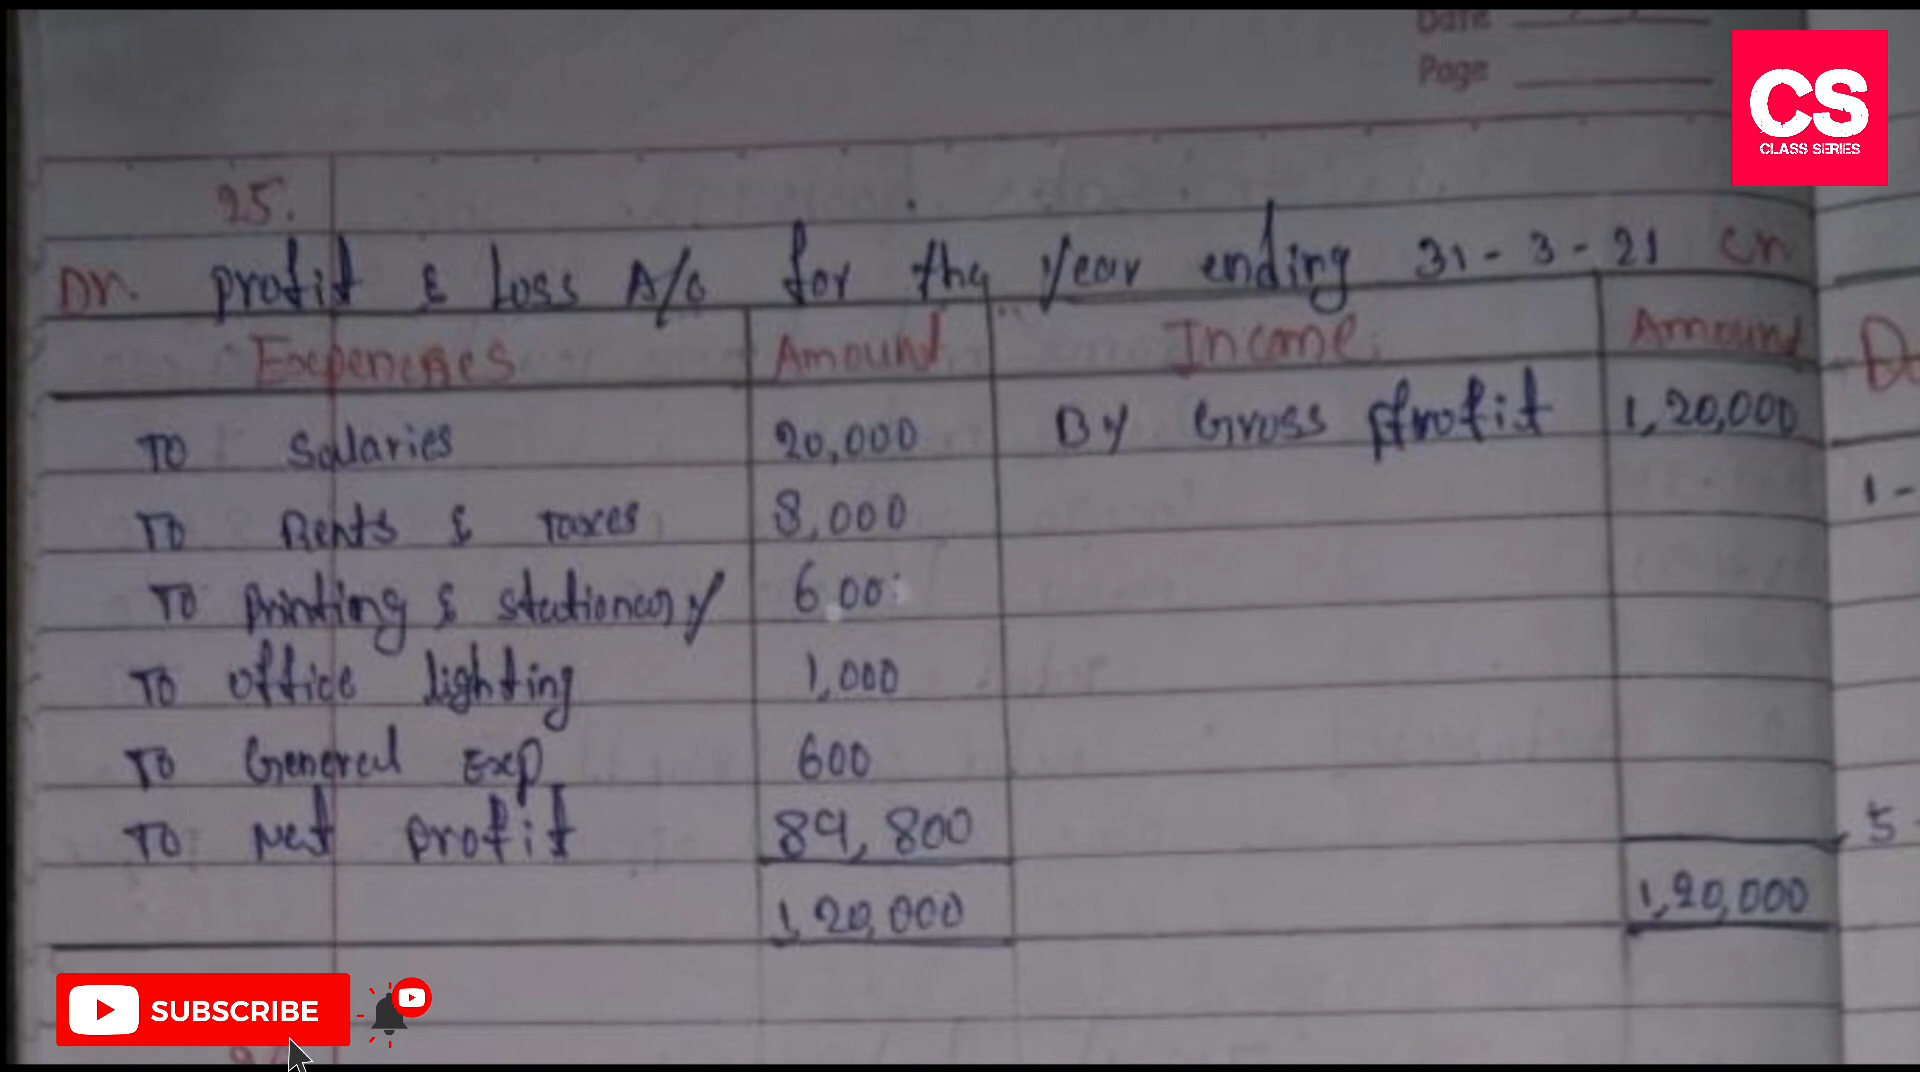 Date
Page
CS
CLASS SERIES
25.
Dr. profit & Loss A/c for the year ending 31-3-21 Cr
Expenses Amount Income Amount
To Salaries 20,000 By Gross profit 1,20,000
To Rents & Taxes 8,000
To Printing & stationary 600
To office lighting 1,000
To General Exp 600
To Net profit 89,800
1,20,000 1,20,000
1-
5
SUBSCRIBE